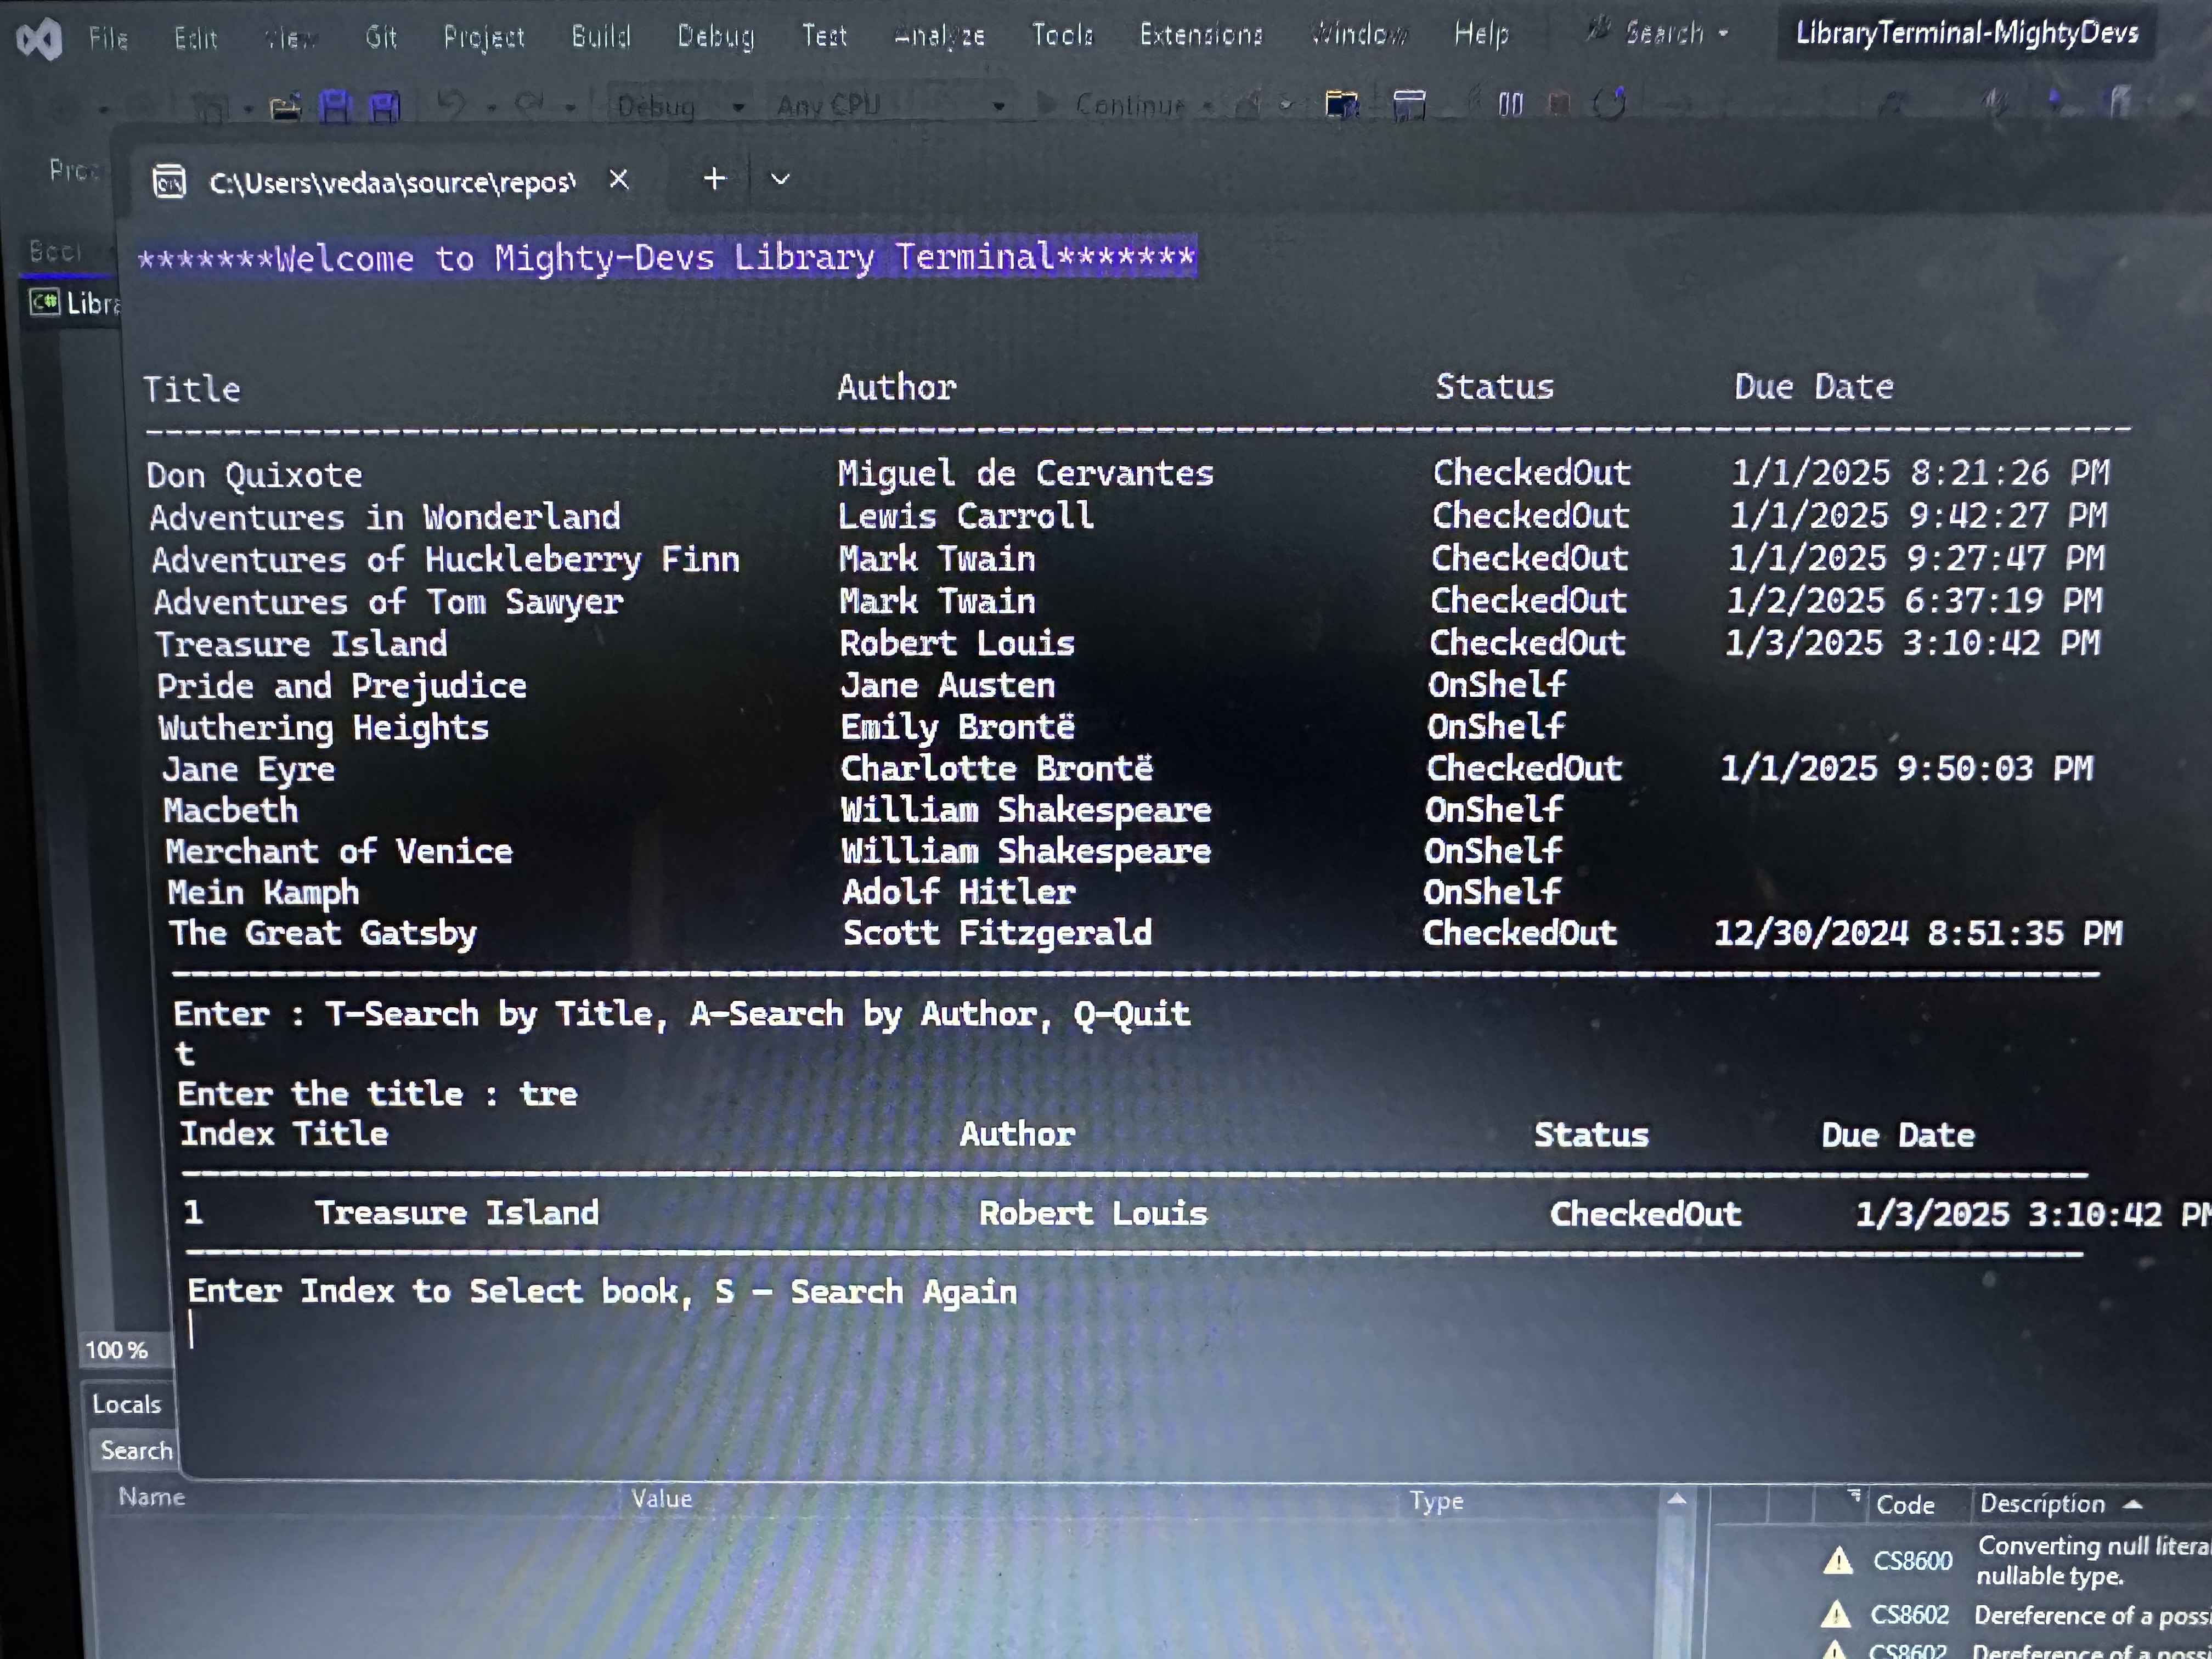 File Edit View Git Project Build Debug Test Analyze Tools Extensions Window Help Search LibraryTerminal-MightyDevs
Debug Any CPU Continue
C:\Users\vedaa\source\repos\
*******Welcome to Mighty-Devs Library Terminal*******
C# Libra
Title Author Status Due Date
Don Quixote Miguel de Cervantes CheckedOut 1/1/2025 8:21:26 PM
Adventures in Wonderland Lewis Carroll CheckedOut 1/1/2025 9:42:27 PM
Adventures of Huckleberry Finn Mark Twain CheckedOut 1/1/2025 9:27:47 PM
Adventures of Tom Sawyer Mark Twain CheckedOut 1/2/2025 6:37:19 PM
Treasure Island Robert Louis CheckedOut 1/3/2025 3:10:42 PM
Pride and Prejudice Jane Austen OnShelf
Wuthering Heights Emily Brontë OnShelf
Jane Eyre Charlotte Brontë CheckedOut 1/1/2025 9:50:03 PM
Macbeth William Shakespeare OnShelf
Merchant of Venice William Shakespeare OnShelf
Mein Kamph Adolf Hitler OnShelf
The Great Gatsby Scott Fitzgerald CheckedOut 12/30/2024 8:51:35 PM
Enter : T-Search by Title, A-Search by Author, Q-Quit
t
Enter the title : tre
Index Title Author Status Due Date
1 Treasure Island Robert Louis CheckedOut 1/3/2025 3:10:42 PM
Enter Index to Select book, S - Search Again
100 %
Locals
Search
Name Value Type Code Description
CS8600 Converting null litera
nullable type.
CS8602 Dereference of a possi
CS8602 Dereference of a possi